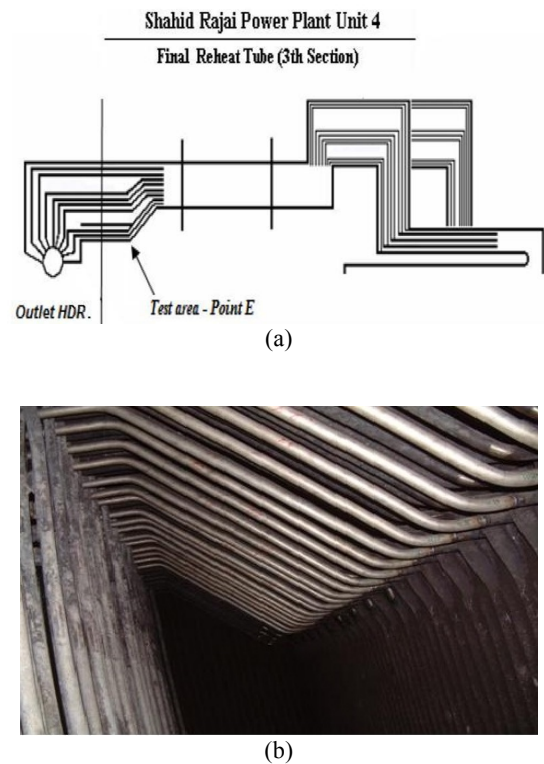 Shahid Rajai Power Plant Unit 4
Final Reheat Tube (3th Section)
Outlet HDR.
Test area - Point E
(a)
(b)